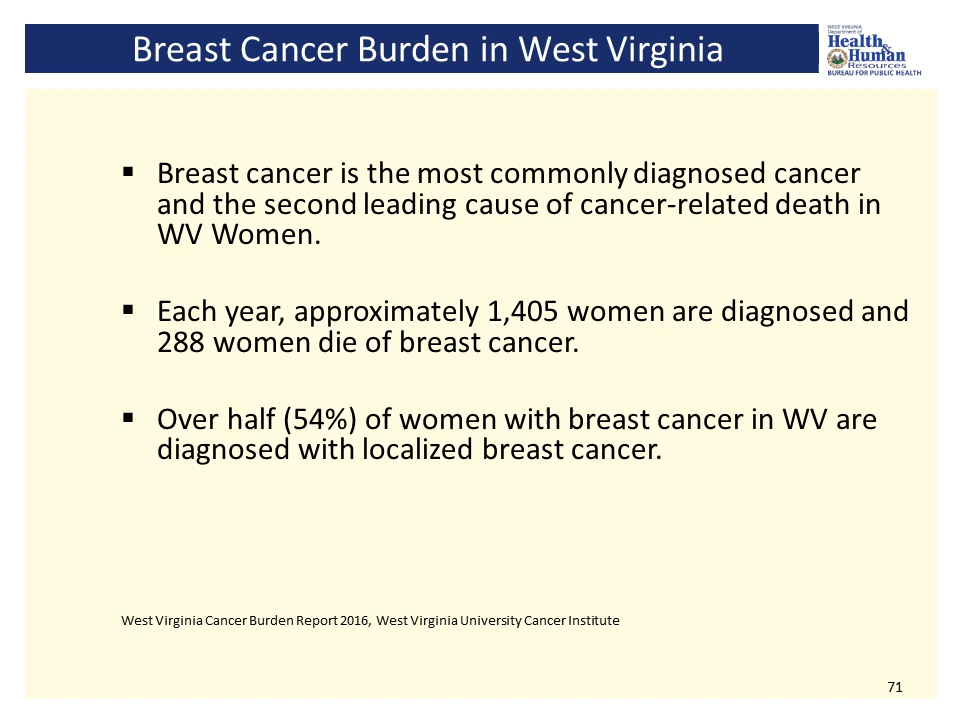 Breast Cancer Burden in West Virginia
WEST VIRGINIA
Department of
Health &
Human
Resources
BUREAU FOR PUBLIC HEALTH
▪ Breast cancer is the most commonly diagnosed cancer
and the second leading cause of cancer-related death in
WV Women.
▪ Each year, approximately 1,405 women are diagnosed and
288 women die of breast cancer.
▪ Over half (54%) of women with breast cancer in WV are
diagnosed with localized breast cancer.
West Virginia Cancer Burden Report 2016, West Virginia University Cancer Institute
71